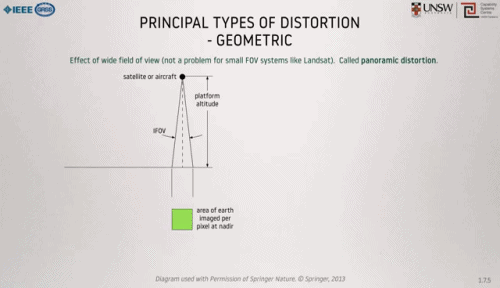 IEEE GRSS
UNSW
PRINCIPAL TYPES OF DISTORTION
- GEOMETRIC
Effect of wide field of view (not a problem for small FOV systems like Landsat). Called panoramic distortion.
satellite or aircraft
platform
altitude
IFOV
area of earth
imaged per
pixel at nadir
Diagram used with Permission of Springer Nature, © Springer, 2013
1.7.5